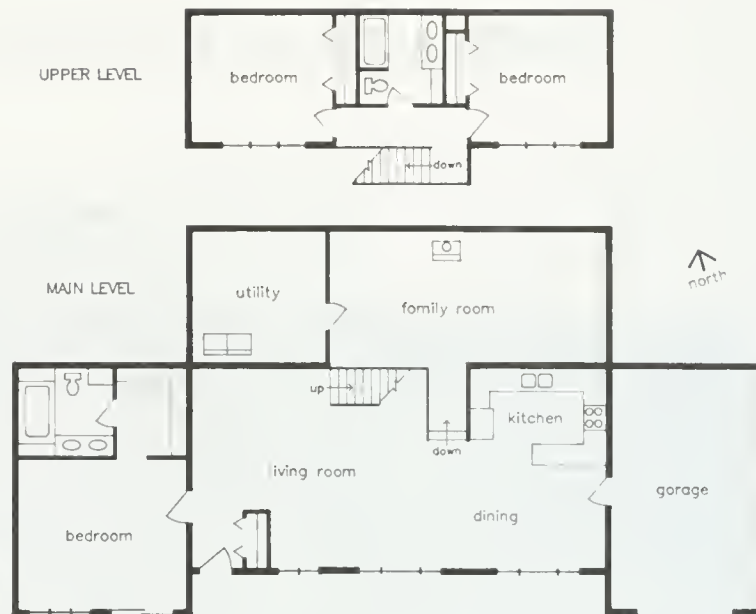 UPPER LEVEL
bedroom
bedroom
down
MAIN LEVEL
utility
fomily room
north
up
kitchen
down
living room
dining
gorage
bedroom